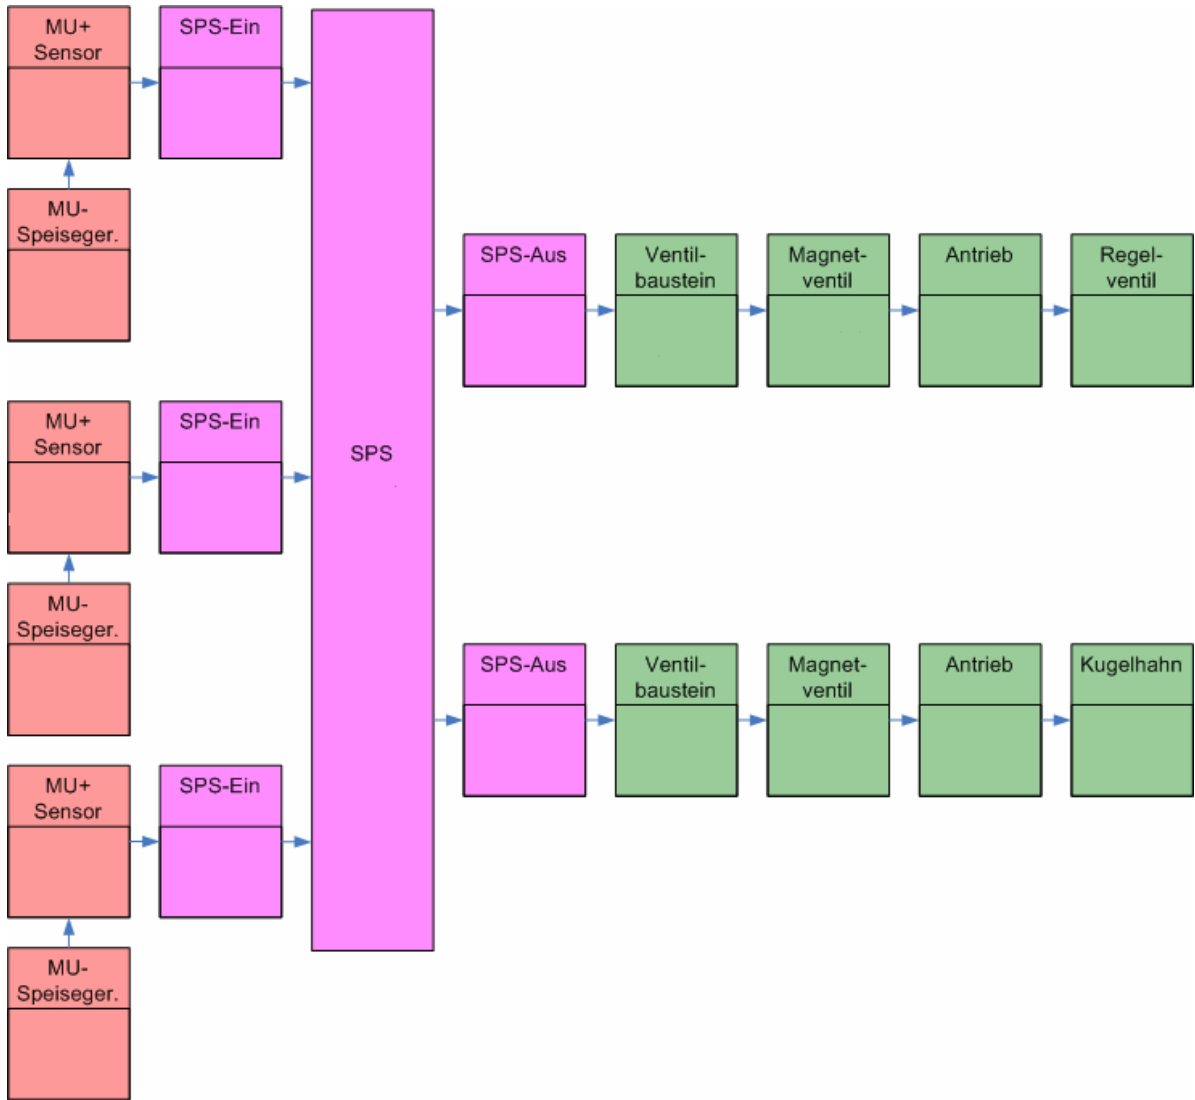 MU+
Sensor
SPS-Ein
MU-
Speiseger.
SPS-Aus
Ventil-
baustein
Magnet-
ventil
Antrieb
Regel-
ventil
MU+
Sensor
SPS-Ein
SPS
MU-
Speiseger.
SPS-Aus
Ventil-
baustein
Magnet-
ventil
Antrieb
Kugelhahn
MU+
Sensor
SPS-Ein
MU-
Speiseger.